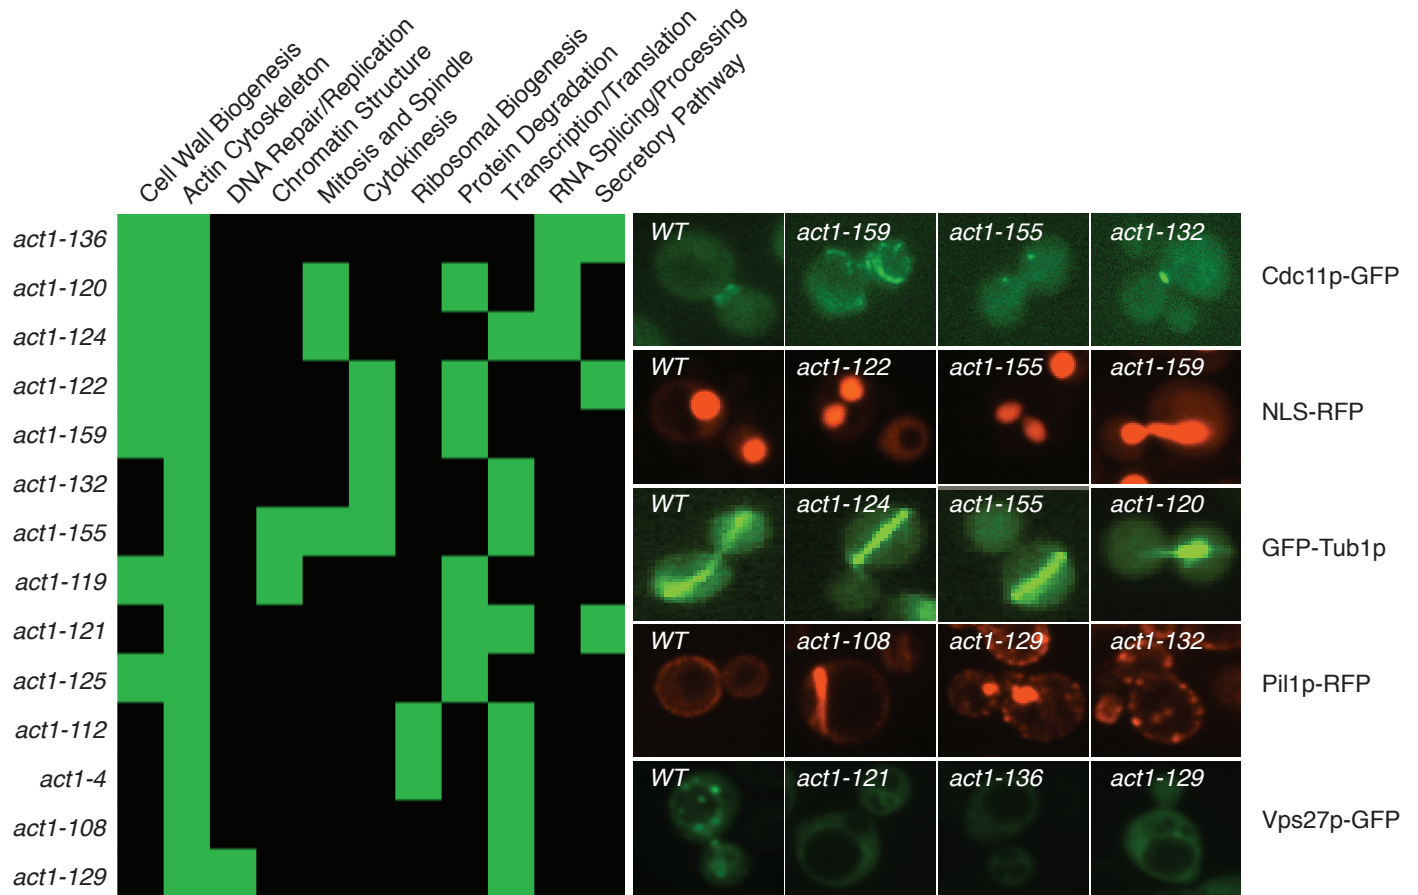 Cell Wall Biogenesis
Actin Cytoskeleton
DNA Repair/Replication
Chromatin Structure
Mitosis and Spindle
Cytokinesis
Ribosomal Biogenesis
Protein Degradation
Transcription/Translation
RNA Splicing/Processing
Secretory Pathway
act1-136
act1-120
act1-124
act1-122
act1-159
act1-132
act1-155
act1-119
act1-121
act1-125
act1-112
act1-4
act1-108
act1-129
WT act1-159 act1-155 act1-132 Cdc11p-GFP
WT act1-122 act1-155 act1-159 NLS-RFP
WT act1-124 act1-155 act1-120 GFP-Tub1p
WT act1-108 act1-129 act1-132 Pil1p-RFP
WT act1-121 act1-136 act1-129 Vps27p-GFP